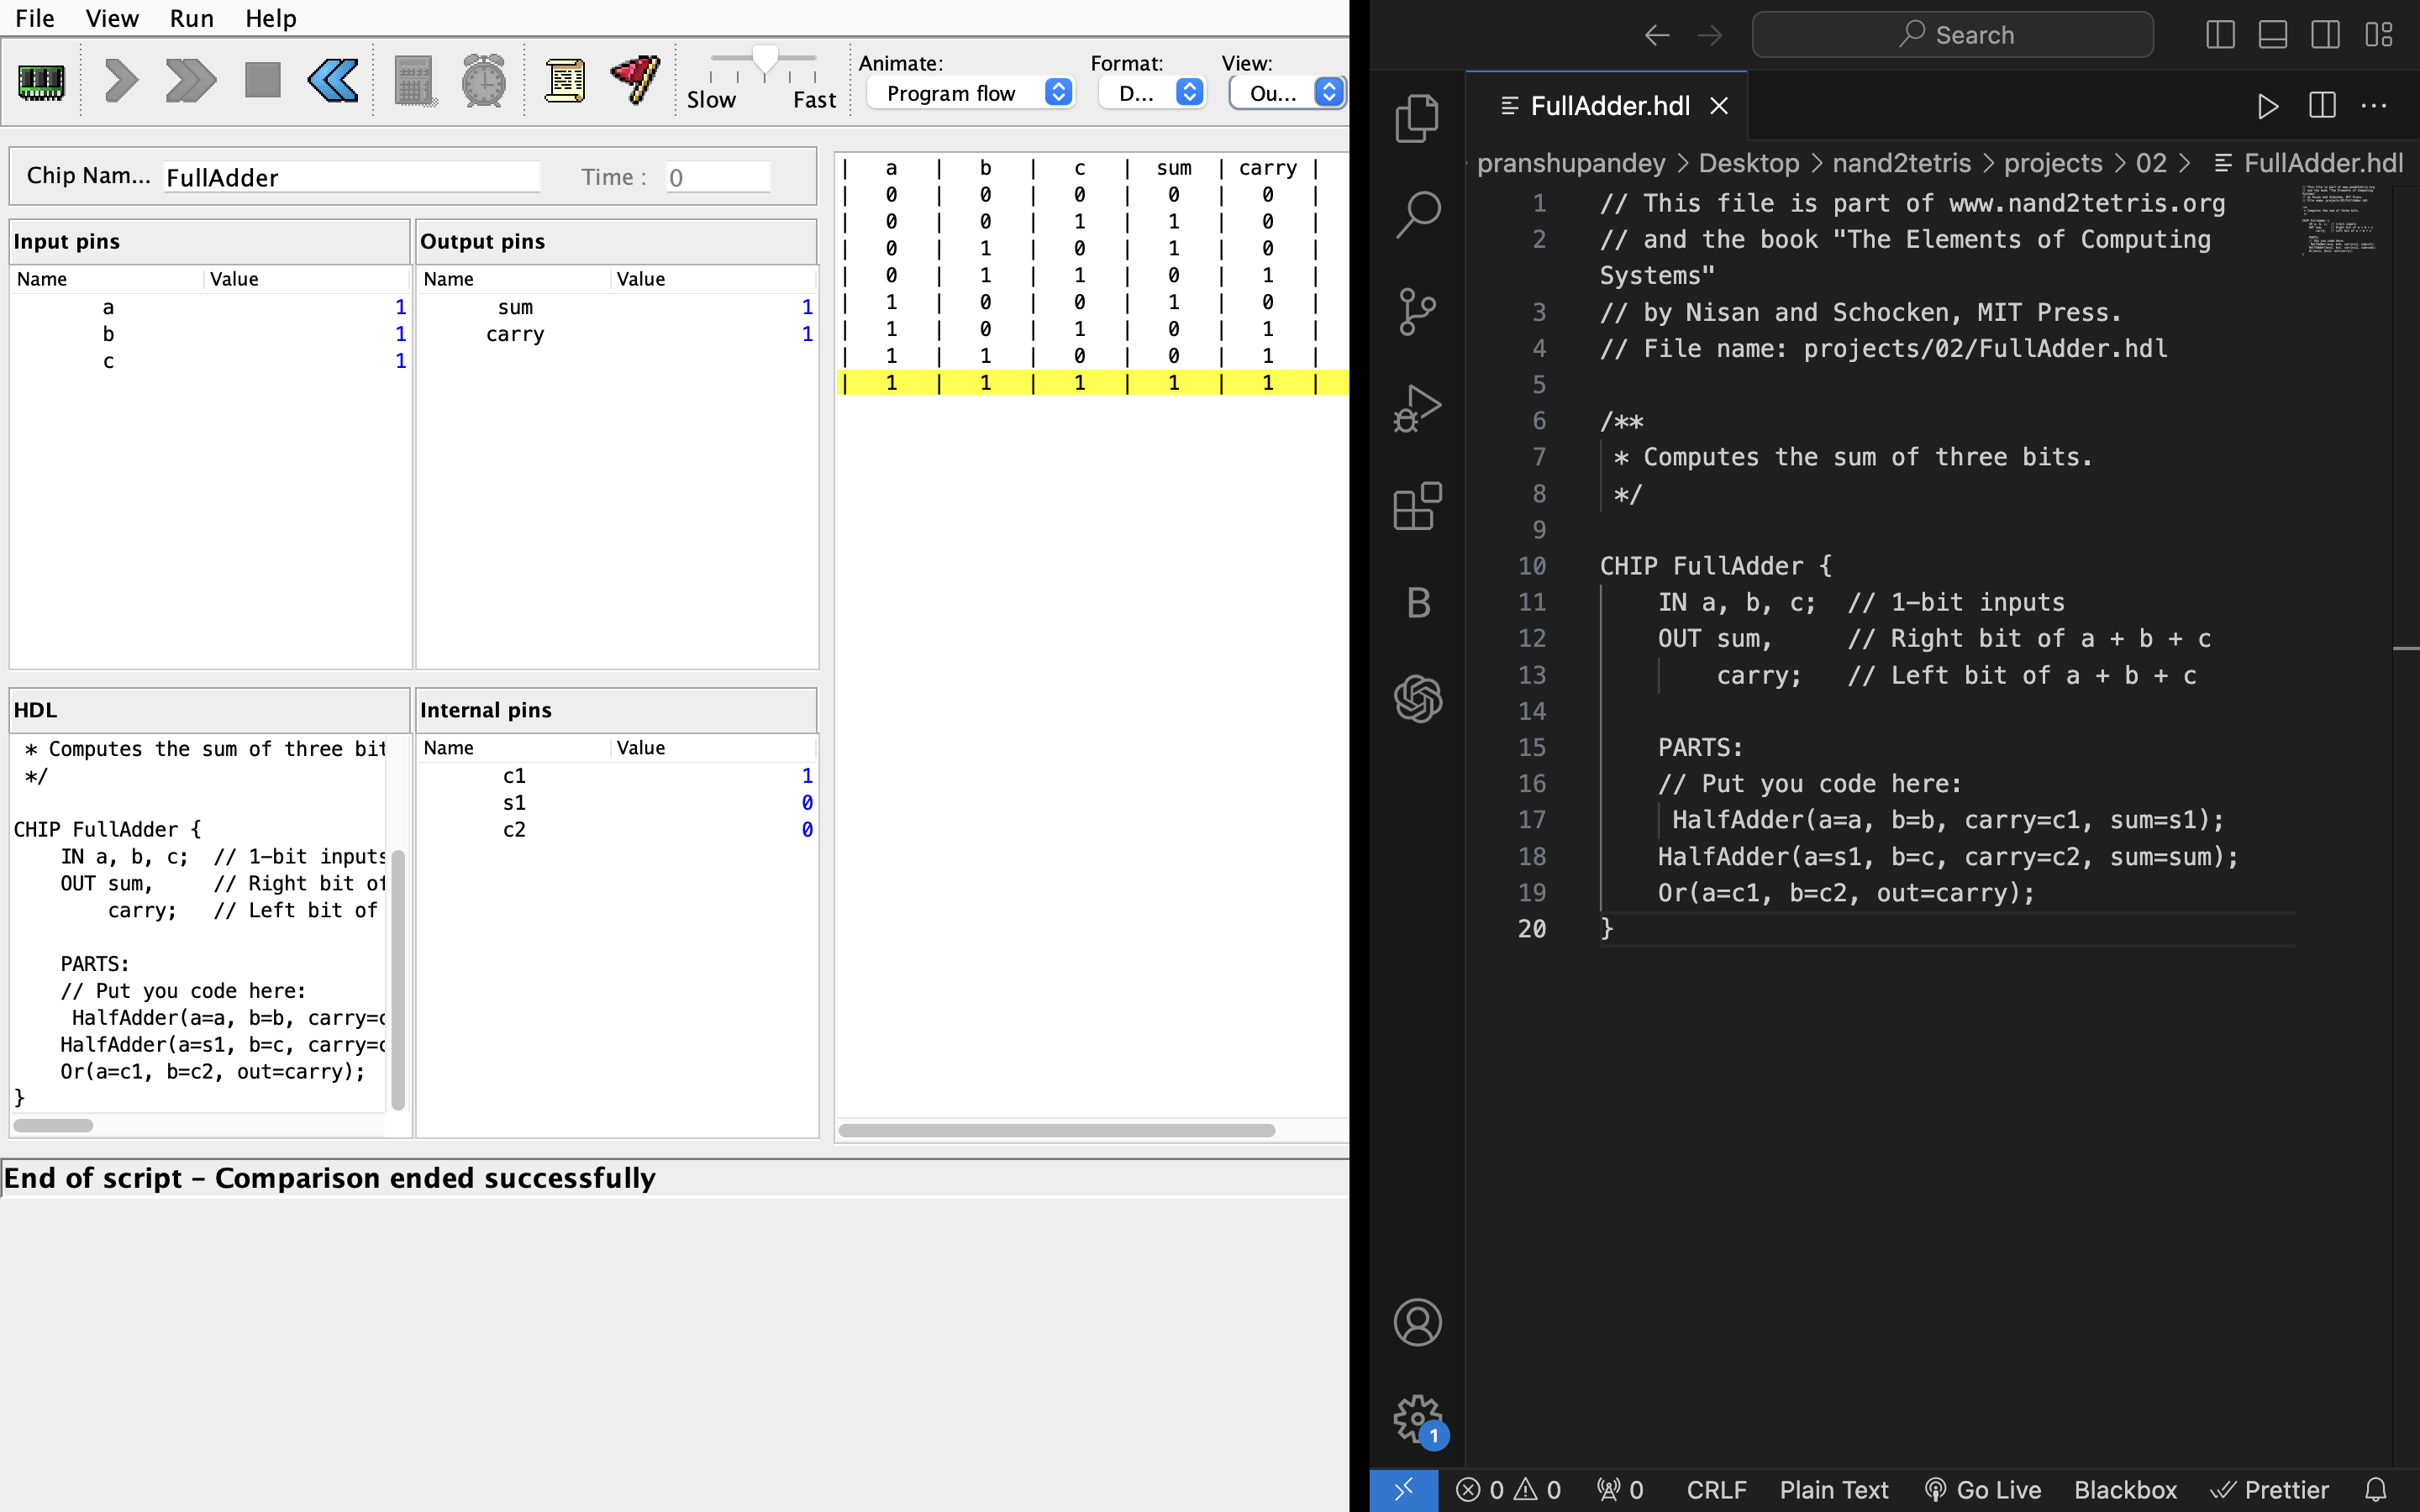 File View Run Help
Slow Fast
Animate: Format: View:
Program flow D... Ou...
Chip Nam... FullAdder Time : 0
Input pins
Name Value
a 1
b 1
c 1
Output pins
Name Value
sum 1
carry 1
HDL
* Computes the sum of three bit
*/
CHIP FullAdder {
IN a, b, c; // 1-bit inputs
OUT sum, // Right bit of
carry; // Left bit of
PARTS:
// Put you code here:
HalfAdder(a=a, b=b, carry=c
HalfAdder(a=s1, b=c, carry=c
Or(a=c1, b=c2, out=carry);
}
Internal pins
Name Value
c1 1
s1 0
c2 0
| a | b | c | sum | carry |
| 0 | 0 | 0 | 0 | 0 |
| 0 | 0 | 1 | 1 | 0 |
| 0 | 1 | 0 | 1 | 0 |
| 0 | 1 | 1 | 0 | 1 |
| 1 | 0 | 0 | 1 | 0 |
| 1 | 0 | 1 | 0 | 1 |
| 1 | 1 | 0 | 0 | 1 |
| 1 | 1 | 1 | 1 | 1 |
End of script – Comparison ended successfully
Search
FullAdder.hdl
pranshupandey > Desktop > nand2tetris > projects > 02 > FullAdder.hdl
1 // This file is part of www.nand2tetris.org
2 // and the book "The Elements of Computing
Systems"
3 // by Nisan and Schocken, MIT Press.
4 // File name: projects/02/FullAdder.hdl
5
6 /**
7 * Computes the sum of three bits.
8 */
9
10 CHIP FullAdder {
11 IN a, b, c; // 1-bit inputs
12 OUT sum, // Right bit of a + b + c
13 carry; // Left bit of a + b + c
14
15 PARTS:
16 // Put you code here:
17 HalfAdder(a=a, b=b, carry=c1, sum=s1);
18 HalfAdder(a=s1, b=c, carry=c2, sum=sum);
19 Or(a=c1, b=c2, out=carry);
20 }
B
1
0 0 0 CRLF Plain Text Go Live Blackbox Prettier